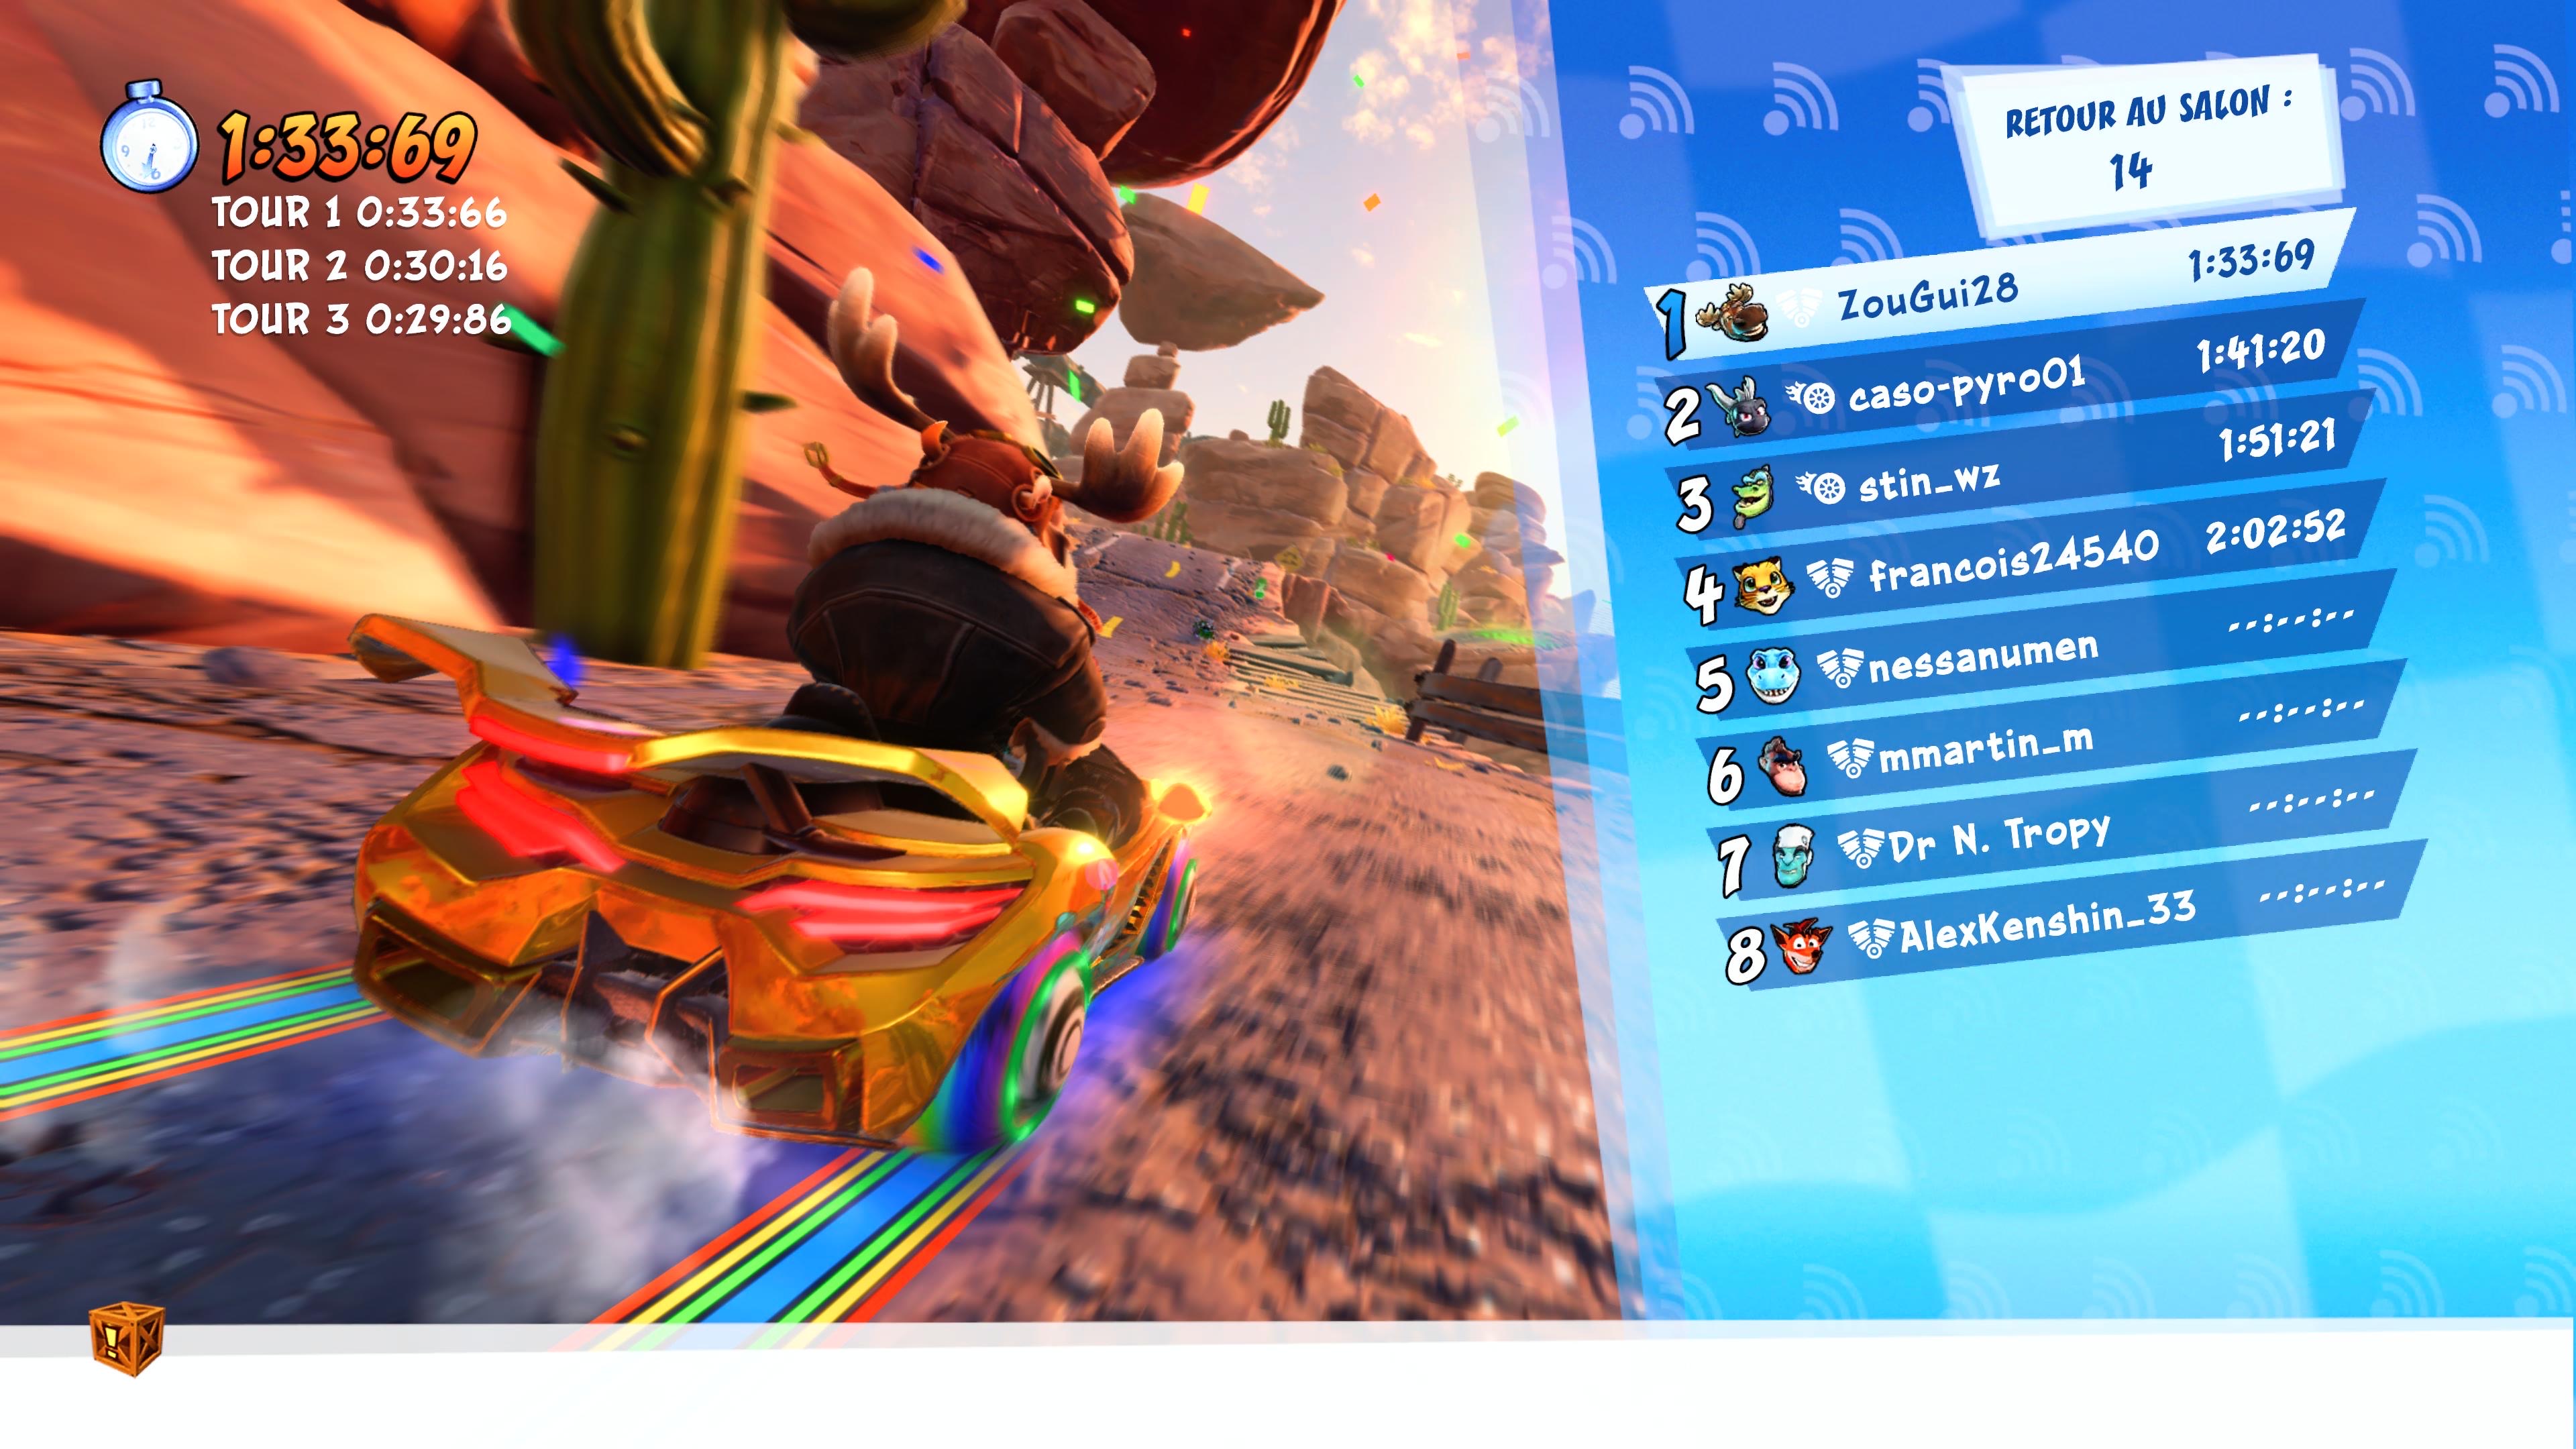 1:33:69
TOUR 1 0:33:66
TOUR 2 0:30:16
TOUR 3 0:29:86
RETOUR AU SALON :
14
1 ZouGui28 1:33:69
2 caso-pyro01 1:41:20
3 stin_wz 1:51:21
4 francois24540 2:02:52
5 nessanumen --:--:--
6 mmartin_m --:--:--
7 Dr N. Tropy --:--:--
8 AlexKenshin_33 --:--:--